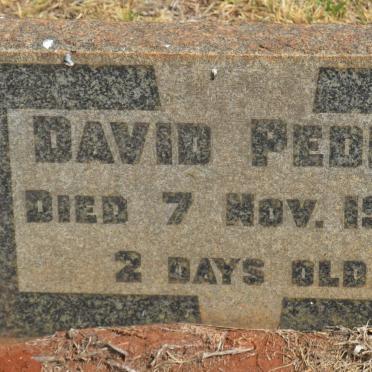 DAVID
DIED 7 NOV.
2 DAYS OLD